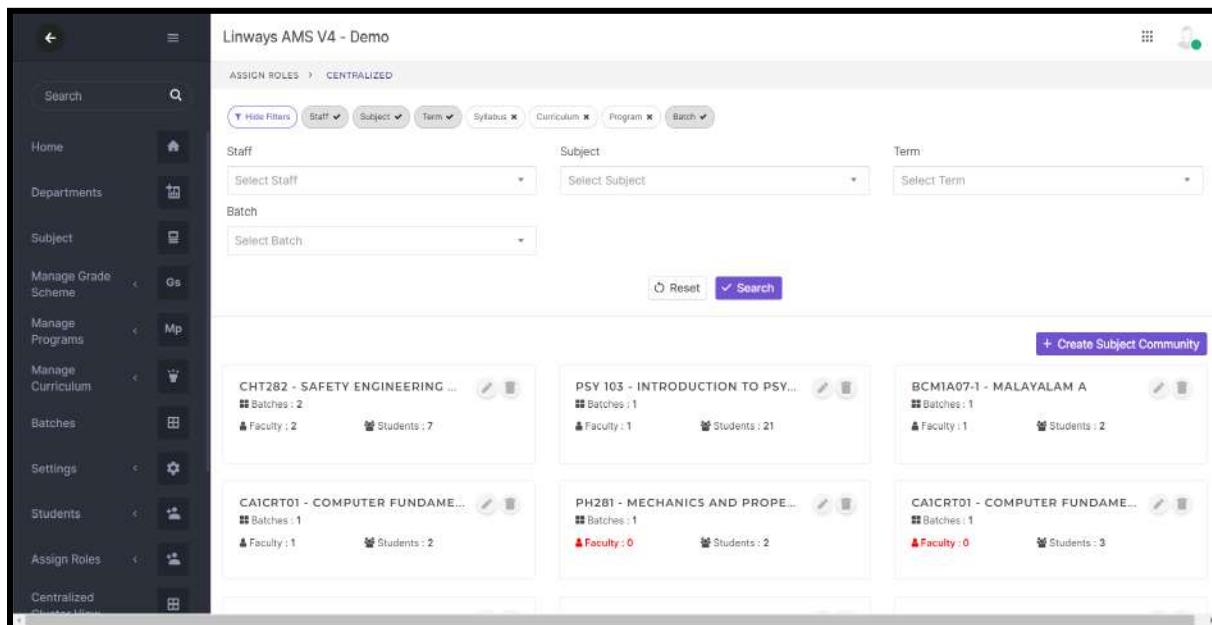 Linways AMS V4 - Demo
ASSIGN ROLES > CENTRALIZED
Search
Home
Departments
Subject
Manage Grade
Scheme
Gs
Manage
Programs
Mp
Manage
Curriculum
Batches
Settings
Students
Assign Roles
Centralized
Cluster View
Hide Filters Staff Subject Term Syllabus Curriculum Program Batch
Staff Subject Term
Select Staff Select Subject Select Term
Batch
Select Batch
Reset Search
+ Create Subject Community
CHT282 - SAFETY ENGINEERING ...
Batches : 2
Faculty : 2 Students : 7
PSY 103 - INTRODUCTION TO PSY...
Batches : 1
Faculty : 1 Students : 21
BCM1A07-1 - MALAYALAM A
Batches : 1
Faculty : 1 Students : 2
CA1CRT01 - COMPUTER FUNDAME...
Batches : 1
Faculty : 1 Students : 2
PH281 - MECHANICS AND PROPE...
Batches : 1
Faculty : 0 Students : 2
CA1CRT01 - COMPUTER FUNDAME...
Batches : 1
Faculty : 0 Students : 3